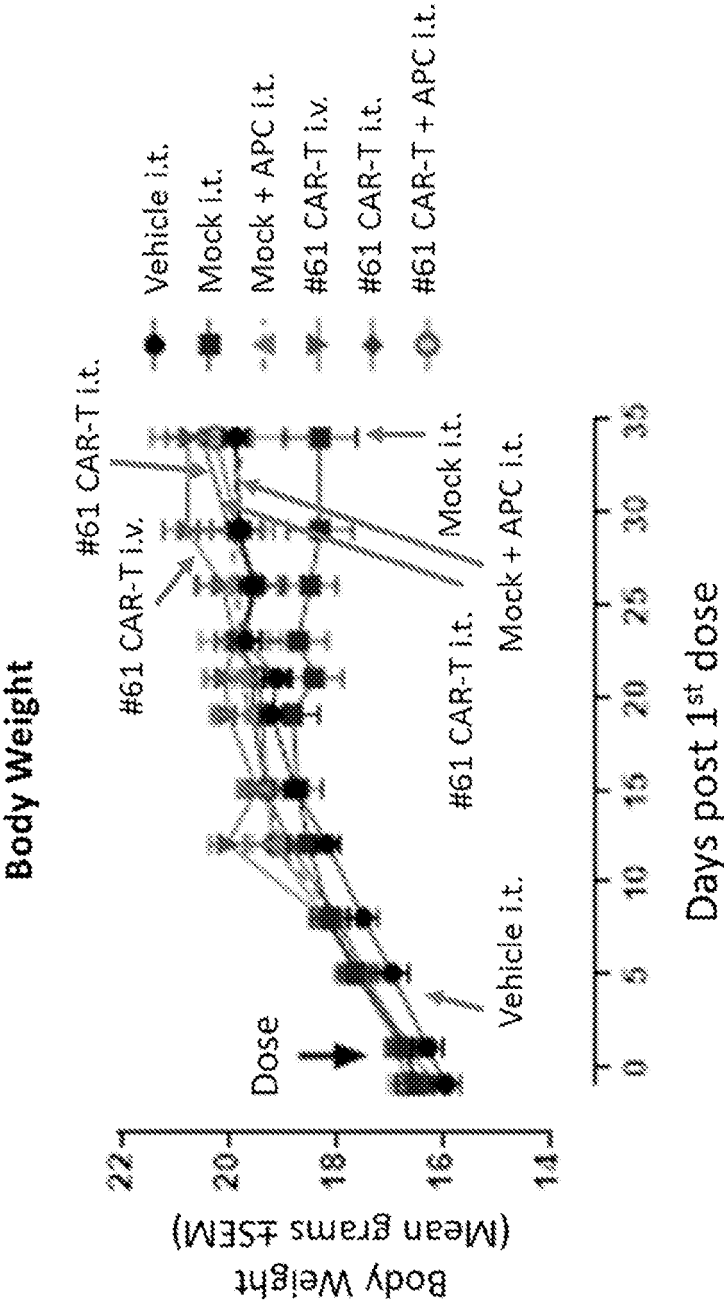 Body Weight
Body Weight
(Mean grams ±SEM)
22
20
18
16
14
Dose
Vehicle i.t.
#61 CAR-T i.v.
#61 CAR-T i.t.
#61 CAR-T i.t.
Mock + APC i.t.
Mock i.t.
0
5
10
15
20
25
30
35
Days post 1st dose
Vehicle i.t.
Mock i.t.
Mock + APC i.t.
#61 CAR-T i.v.
#61 CAR-T i.t.
#61 CAR-T + APC i.t.